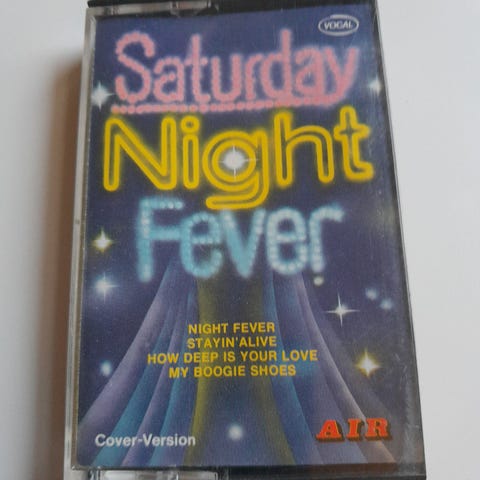 VOCAL
Saturday
Night
Fever
NIGHT FEVER
STAYIN'ALIVE
HOW DEEP IS YOUR LOVE
MY BOOGIE SHOES
Cover-Version
AIR